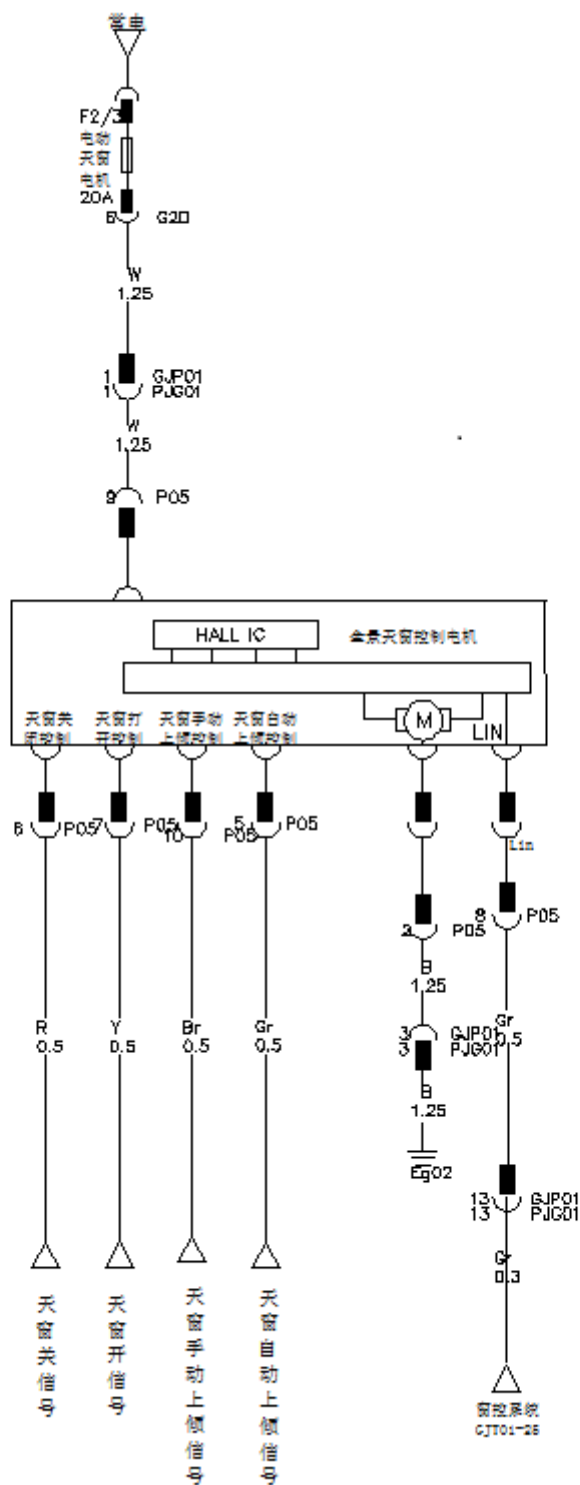 常电
F2/3
电动
天窗
电机
20A
6 G2D
W
1.25
1 GJP01
1 PJG01
W
1.25
9 P05
HALL IC
全景天窗控制电机
天窗关 天窗打 天窗手动 天窗自动
闭控制 开控制 上倾控制 上倾控制
M
LIN
6 P05 7 P05 10 P05 5 P05
Lin
3 P05
8 P05
B
1.25
R Y Br Gr
0.5 0.5 0.5 0.5
Gr
0.5
3 GJP01
3 PJG01
B
1.25
Eg02
13 GJP01
13 PJG01
Gr
0.3
天窗关信号
天窗开信号
天窗手动上倾信号
天窗自动上倾信号
窗控系统
GJT01-28